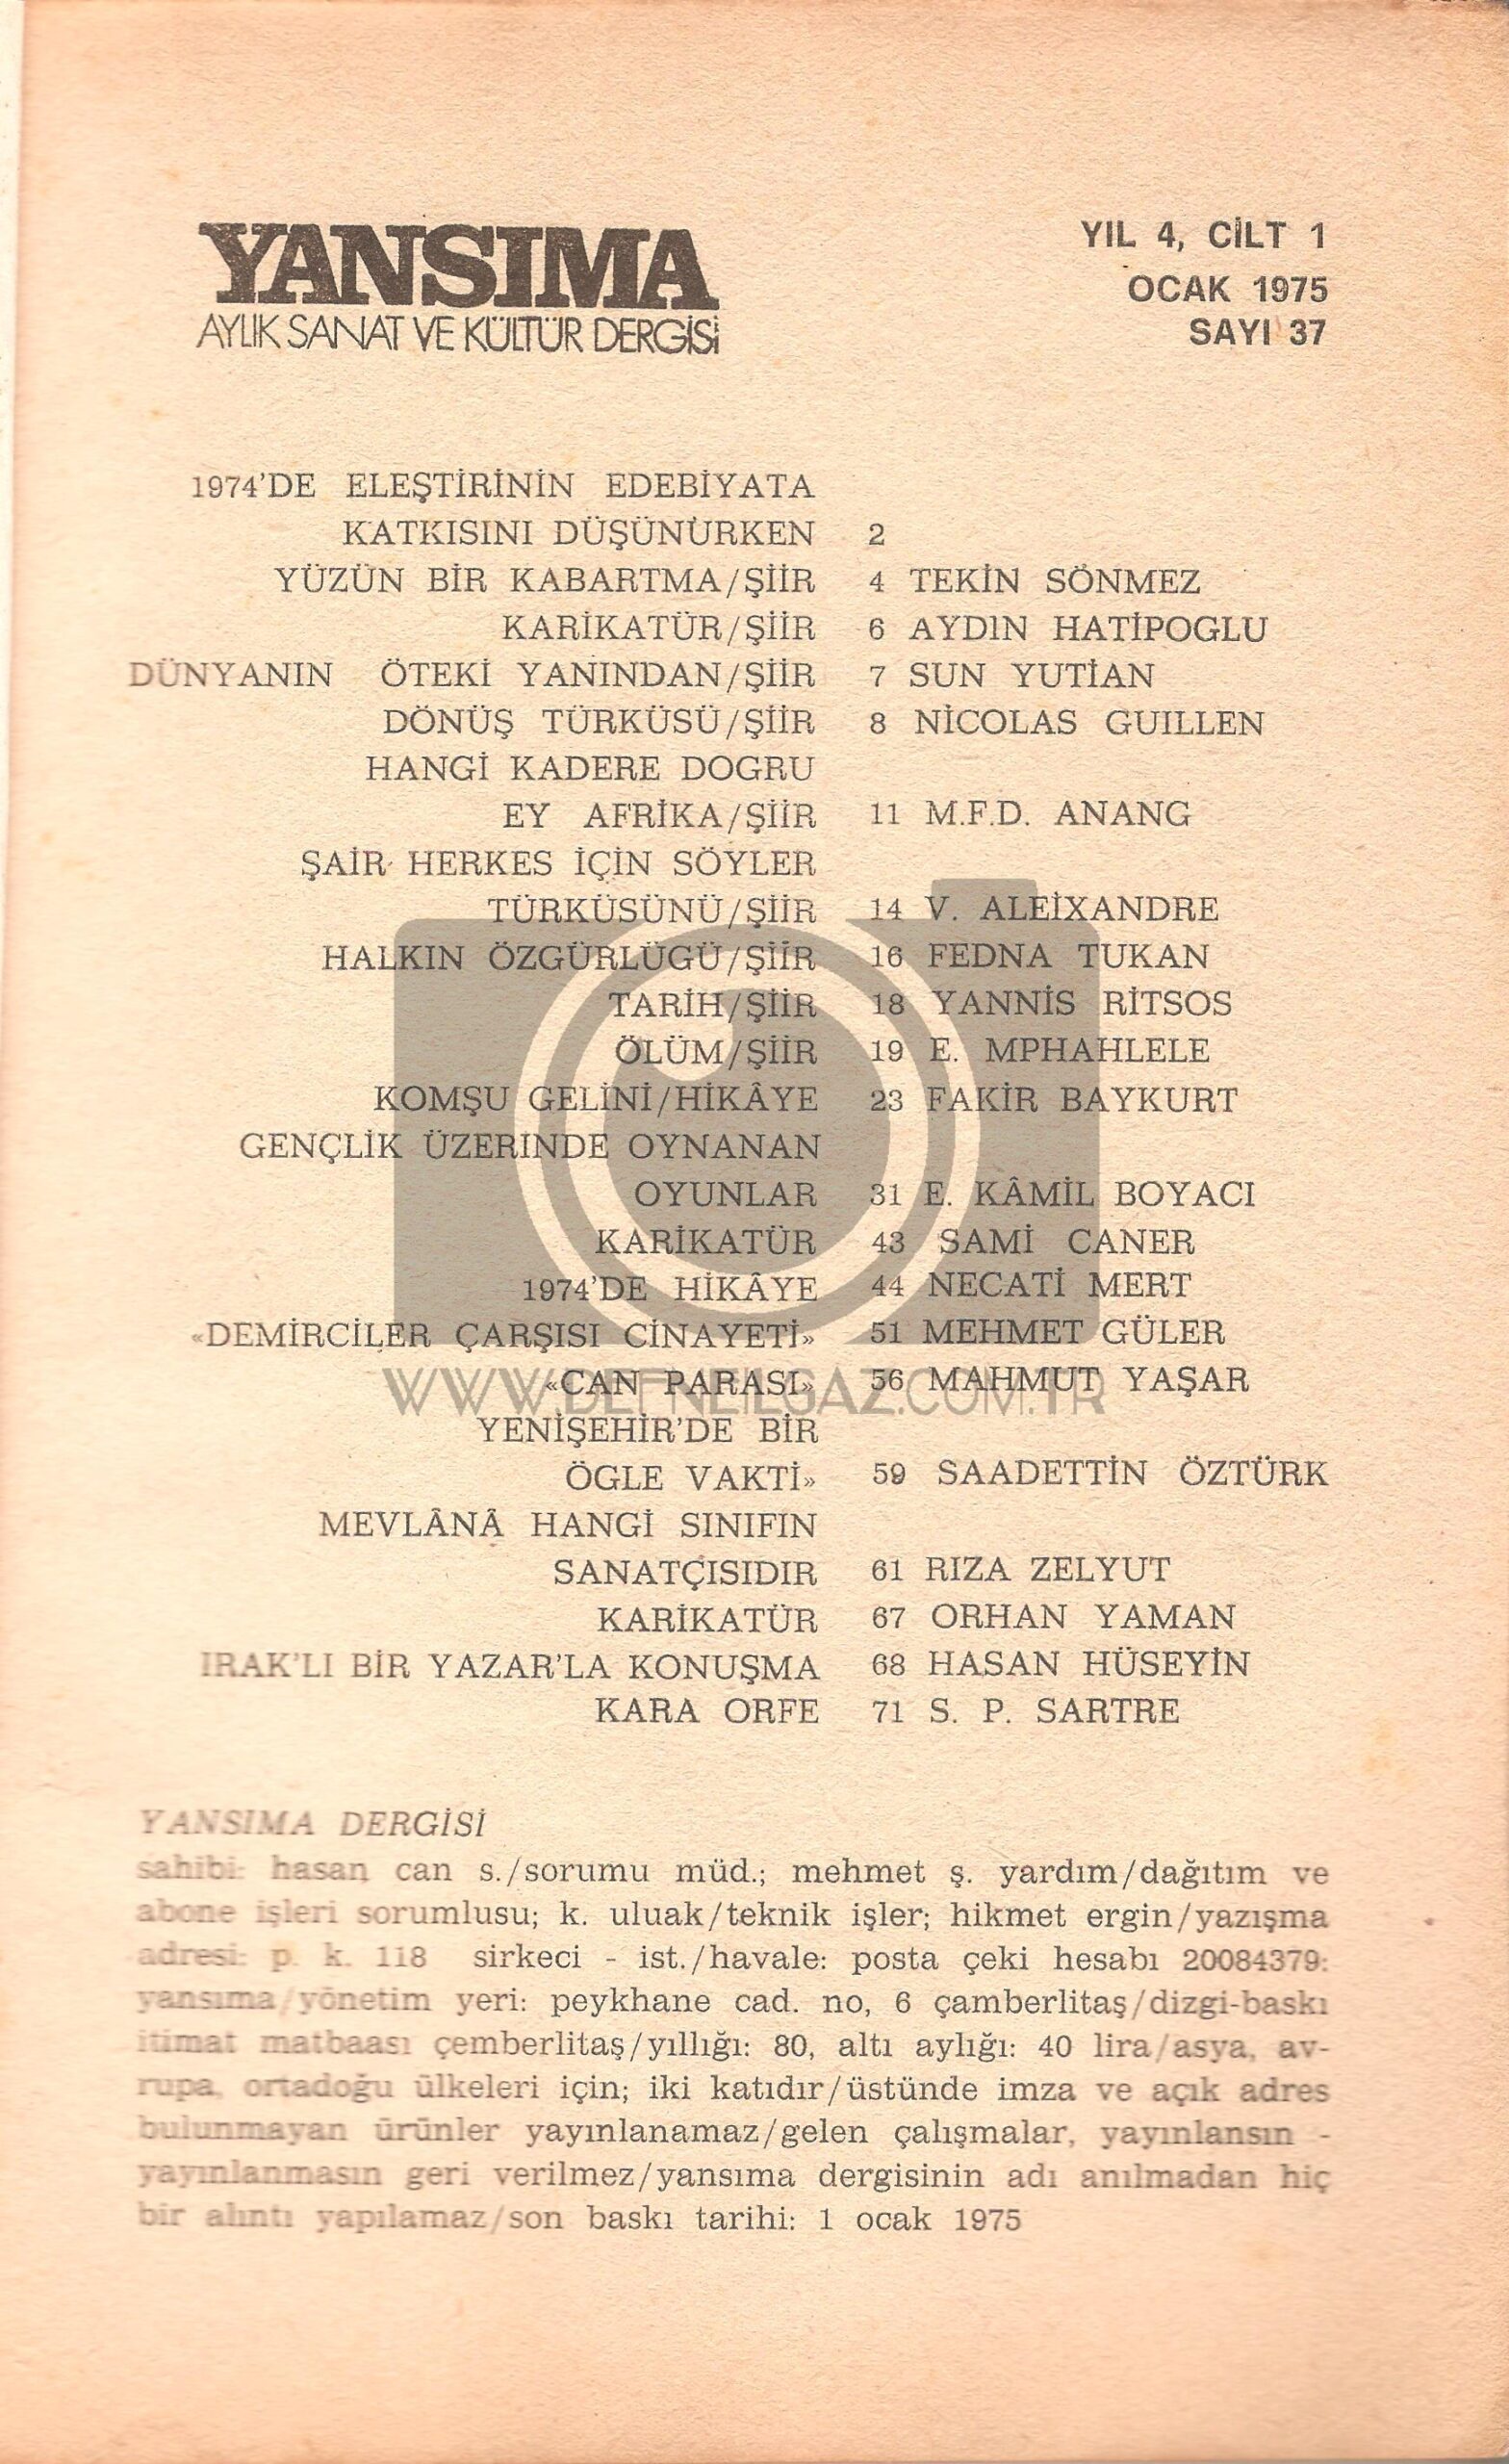 YANSIMA
AYLIK SANAT VE KÜLTÜR DERGİSİ
YIL 4, CİLT 1
OCAK 1975
SAYI 37
1974'DE ELEŞTİRİNİN EDEBİYATA
KATKISINI DÜŞÜNÜRKEN 2
YÜZÜN BİR KABARTMA/ŞİİR 4 TEKİN SÖNMEZ
KARİKATÜR/ŞİİR 6 AYDIN HATİPOGLU
DÜNYANIN ÖTEKİ YANINDAN/ŞİİR 7 SUN YUTİAN
DÖNÜŞ TÜRKÜSÜ/ŞİİR 8 NİCOLAS GUILLEN
HANGİ KADERE DOGRU
EY AFRİKA/ŞİİR 11 M.F.D. ANANG
ŞAİR HERKES İÇİN SÖYLER
TÜRKÜSÜNÜ/ŞİİR 14 V. ALEİXANDRE
HALKIN ÖZGÜRLÜGÜ/ŞİİR 16 FEDNA TUKAN
TARİH/ŞİİR 18 YANNİS RİTSOS
ÖLÜM/ŞİİR 19 E. MPHAHLELE
KOMŞU GELİNİ/HİKÂYE 23 FAKİR BAYKURT
GENÇLİK ÜZERINDE OYNANAN
OYUNLAR 31 E. KÂMİL BOYACI
KARİKATÜR 43 SAMİ CANER
1974'DE HİKÂYE 44 NECATİ MERT
«DEMİRCİLER ÇARŞISI CİNAYETİ» 51 MEHMET GÜLER
«CAN PARASI» 56 MAHMUT YAŞAR
WWW.DEFNEILGAZ.COM.TR
YENİŞEHİR'DE BİR
ÖGLE VAKTİ» 59 SAADETTİN ÖZTÜRK
MEVLÂNÂ HANGİ SINIFIN
SANATÇISIDIR 61 RIZA ZELYUT
KARİKATÜR 67 ORHAN YAMAN
IRAK'LI BİR YAZAR'LA KONUŞMA 68 HASAN HÜSEYİN
KARA ORFE 71 S. P. SARTRE
YANSIMA DERGİSİ
sahibi: hasan can s./sorumu müd.; mehmet ş. yardım/dağıtım ve
abone işleri sorumlusu; k. uluak/teknik işler; hikmet ergin/yazışma
adresi: p. k. 118 sirkeci - ist./havale: posta çeki hesabı 20084379:
yansıma/yönetim yeri: peykhane cad. no, 6 çamberlitaş/dizgi-baskı
itimat matbaası çemberlitaş/yıllığı: 80, altı aylığı: 40 lira/asya, av-
rupa, ortadoğu ülkeleri için; iki katıdır/üstünde imza ve açık adres
bulunmayan ürünler yayınlanamaz/gelen çalışmalar, yayınlansın -
yayınlanmasın geri verilmez/yansıma dergisinin adı anılmadan hiç
bir alıntı yapılamaz/son baskı tarihi: 1 ocak 1975